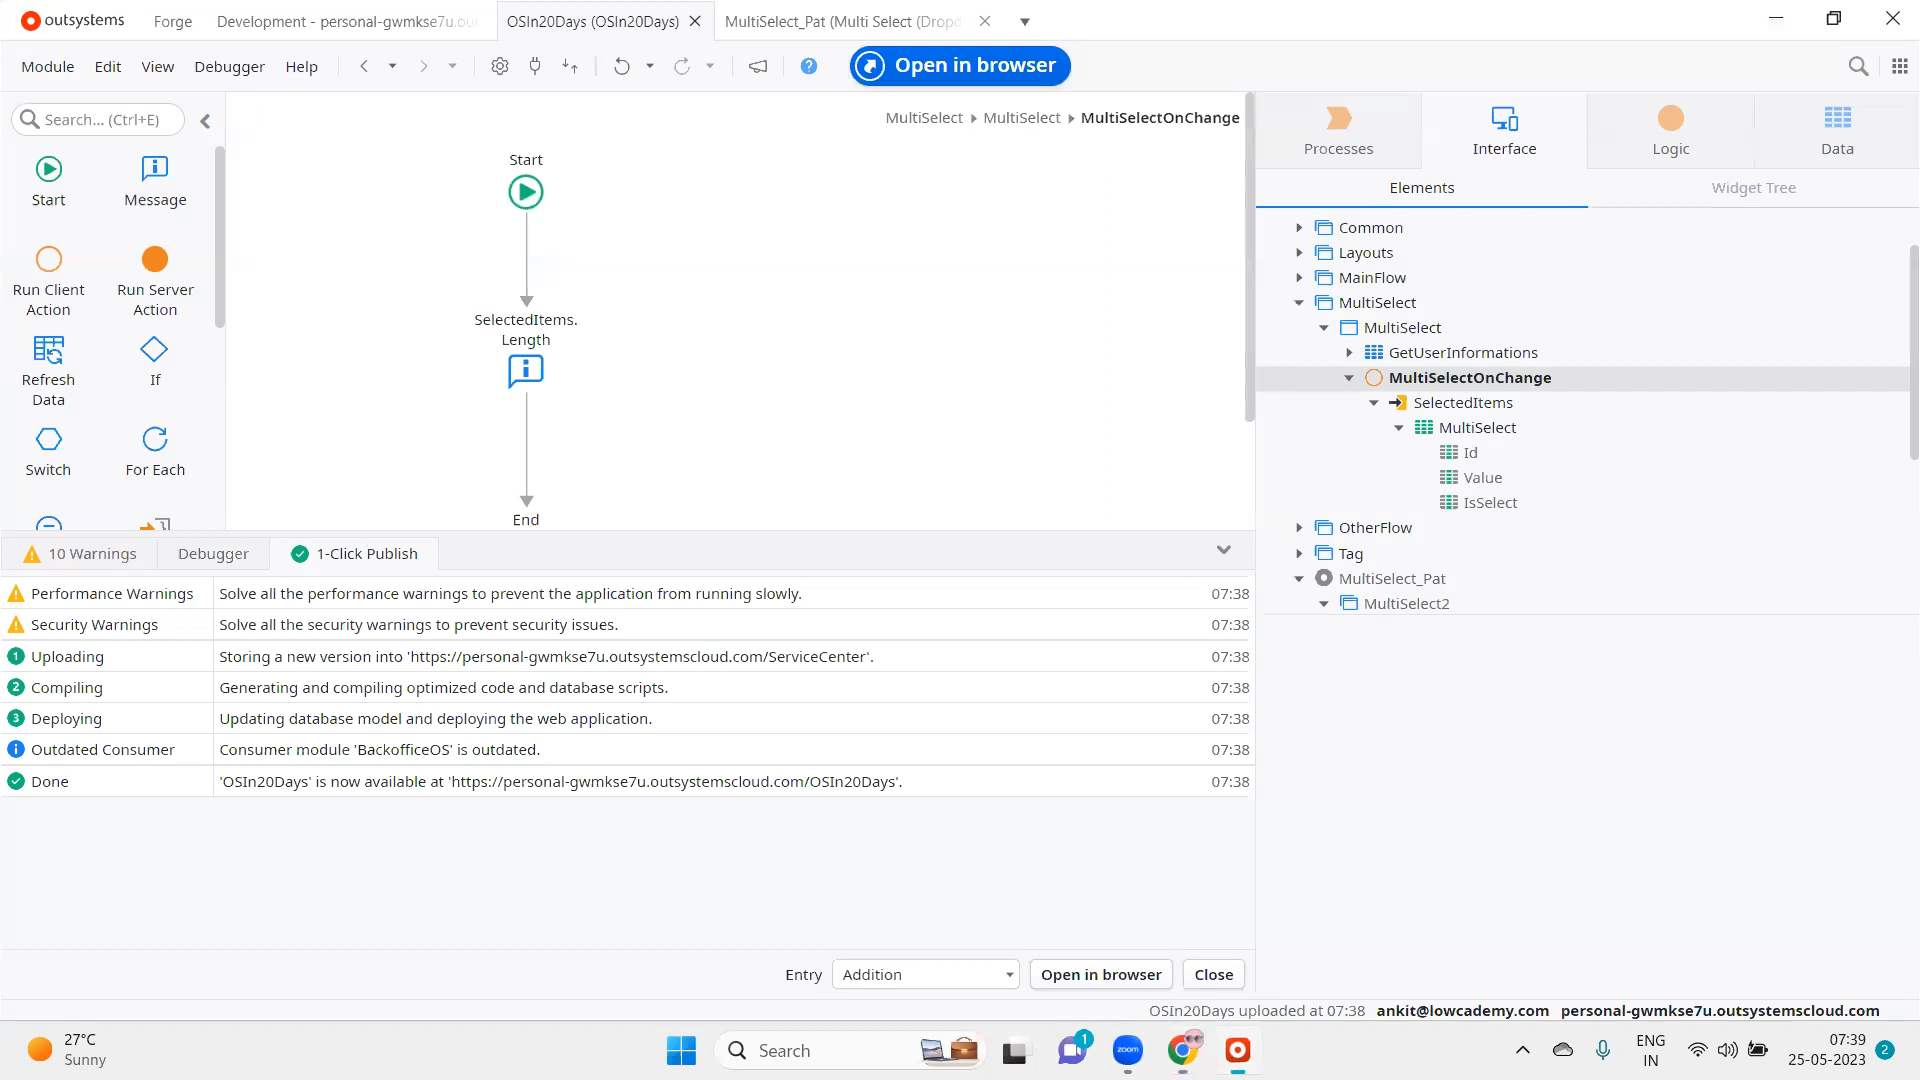 outsystems
Forge
Development - personal-gwmkse7u.ou
OSIn20Days (OSIn20Days)
MultiSelect_Pat (Multi Select (Dropd
Module
Edit
View
Debugger
Help
Open in browser
Search... (Ctrl+E)
Start
Message
Run Client
Action
Run Server
Action
Refresh
Data
If
Switch
For Each
MultiSelect
MultiSelect
MultiSelectOnChange
Start
SelectedItems.
Length
End
Processes
Interface
Logic
Data
Elements
Widget Tree
Common
Layouts
MainFlow
MultiSelect
MultiSelect
GetUserInformations
MultiSelectOnChange
SelectedItems
MultiSelect
Id
Value
IsSelect
OtherFlow
Tag
MultiSelect_Pat
MultiSelect2
10 Warnings
Debugger
1-Click Publish
Performance Warnings Solve all the performance warnings to prevent the application from running slowly. 07:38
Security Warnings Solve all the security warnings to prevent security issues. 07:38
1 Uploading Storing a new version into 'https://personal-gwmkse7u.outsystemscloud.com/ServiceCenter'. 07:38
2 Compiling Generating and compiling optimized code and database scripts. 07:38
3 Deploying Updating database model and deploying the web application. 07:38
Outdated Consumer Consumer module 'BackofficeOS' is outdated. 07:38
Done 'OSIn20Days' is now available at 'https://personal-gwmkse7u.outsystemscloud.com/OSIn20Days'. 07:38
Entry
Addition
Open in browser
Close
OSIn20Days uploaded at 07:38 ankit@lowcademy.com personal-gwmkse7u.outsystemscloud.com
27°C
Sunny
Search
1
zoom
ENG
IN
07:39
25-05-2023
2